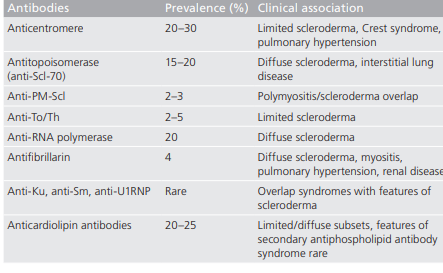 Antibodies Prevalence (%) Clinical association
Anticentromere 20–30 Limited scleroderma, Crest syndrome,
pulmonary hypertension
Antitopoisomerase 15–20 Diffuse scleroderma, interstitial lung
(anti-Scl-70) disease
Anti-PM-Scl 2–3 Polymyositis/scleroderma overlap
Anti-To/Th 2–5 Limited scleroderma
Anti-RNA polymerase 20 Diffuse scleroderma
Antifibrillarin 4 Diffuse scleroderma, myositis,
pulmonary hypertension, renal disease
Anti-Ku, anti-Sm, anti-U1RNP Rare Overlap syndromes with features of
scleroderma
Anticardiolipin antibodies 20–25 Limited/diffuse subsets, features of
secondary antiphospholipid antibody
syndrome rare